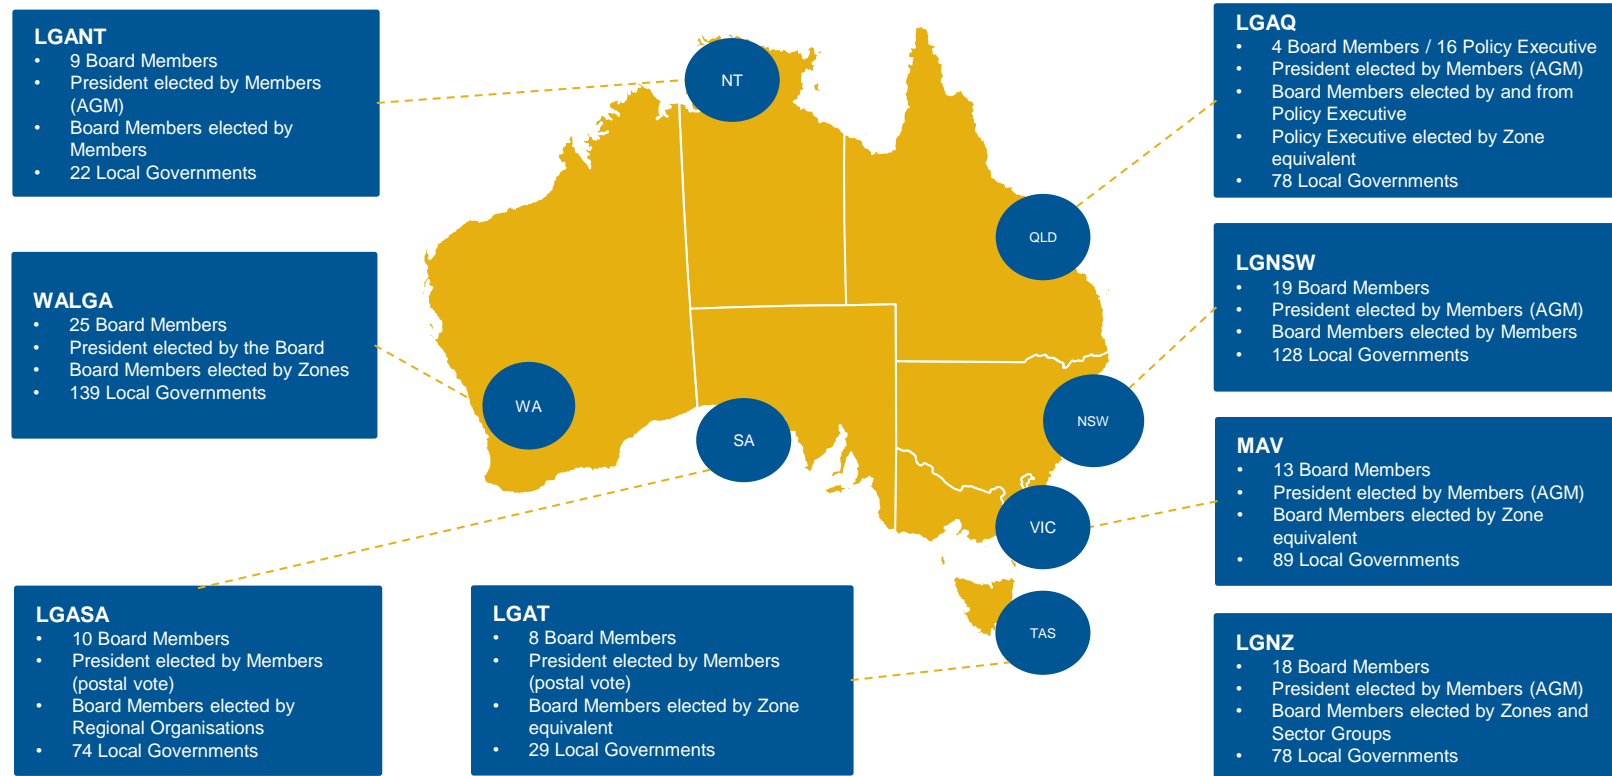 LGANT
• 9 Board Members
• President elected by Members
(AGM)
• Board Members elected by
Members
• 22 Local Governments
WALGA
• 25 Board Members
• President elected by the Board
• Board Members elected by Zones
• 139 Local Governments
LGASA
• 10 Board Members
• President elected by Members
(postal vote)
• Board Members elected by
Regional Organisations
• 74 Local Governments
LGAT
• 8 Board Members
• President elected by Members
(postal vote)
• Board Members elected by Zone
equivalent
• 29 Local Governments
NT
QLD
WA
SA
NSW
VIC
TAS
LGAQ
• 4 Board Members / 16 Policy Executive
• President elected by Members (AGM)
• Board Members elected by and from
Policy Executive
• Policy Executive elected by Zone
equivalent
• 78 Local Governments
LGNSW
• 19 Board Members
• President elected by Members (AGM)
• Board Members elected by Members
• 128 Local Governments
MAV
• 13 Board Members
• President elected by Members (AGM)
• Board Members elected by Zone
equivalent
• 89 Local Governments
LGNZ
• 18 Board Members
• President elected by Members (AGM)
• Board Members elected by Zones and
Sector Groups
• 78 Local Governments